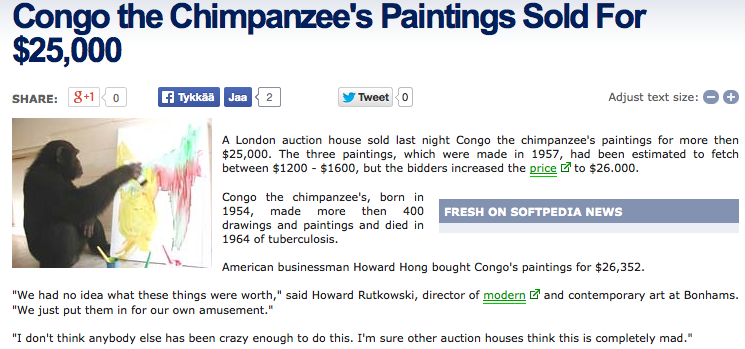 Congo the Chimpanzee's Paintings Sold For
$25,000
SHARE: g+1 0 Tykkää Jaa 2 Tweet 0 Adjust text size:
A London auction house sold last night Congo the chimpanzee's paintings for more then
$25,000. The three paintings, which were made in 1957, had been estimated to fetch
between $1200 - $1600, but the bidders increased the price to $26.000.
Congo the chimpanzee's, born in
1954, made more then 400
drawings and paintings and died in
1964 of tuberculosis.
FRESH ON SOFTPEDIA NEWS
American businessman Howard Hong bought Congo's paintings for $26,352.
"We had no idea what these things were worth," said Howard Rutkowski, director of modern and contemporary art at Bonhams.
"We just put them in for our own amusement."
"I don't think anybody else has been crazy enough to do this. I'm sure other auction houses think this is completely mad."